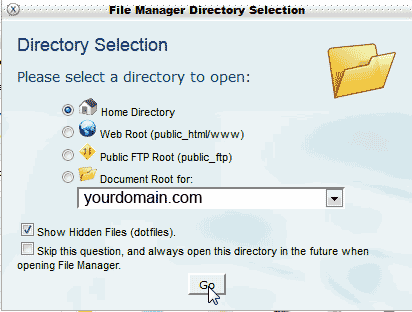 File Manager Directory Selection
Directory Selection
Please select a directory to open:
Home Directory
Web Root (public_html/www)
Public FTP Root (public_ftp)
Document Root for:
yourdomain.com
Show Hidden Files (dotfiles).
Skip this question, and always open this directory in the future when
opening File Manager.
Go